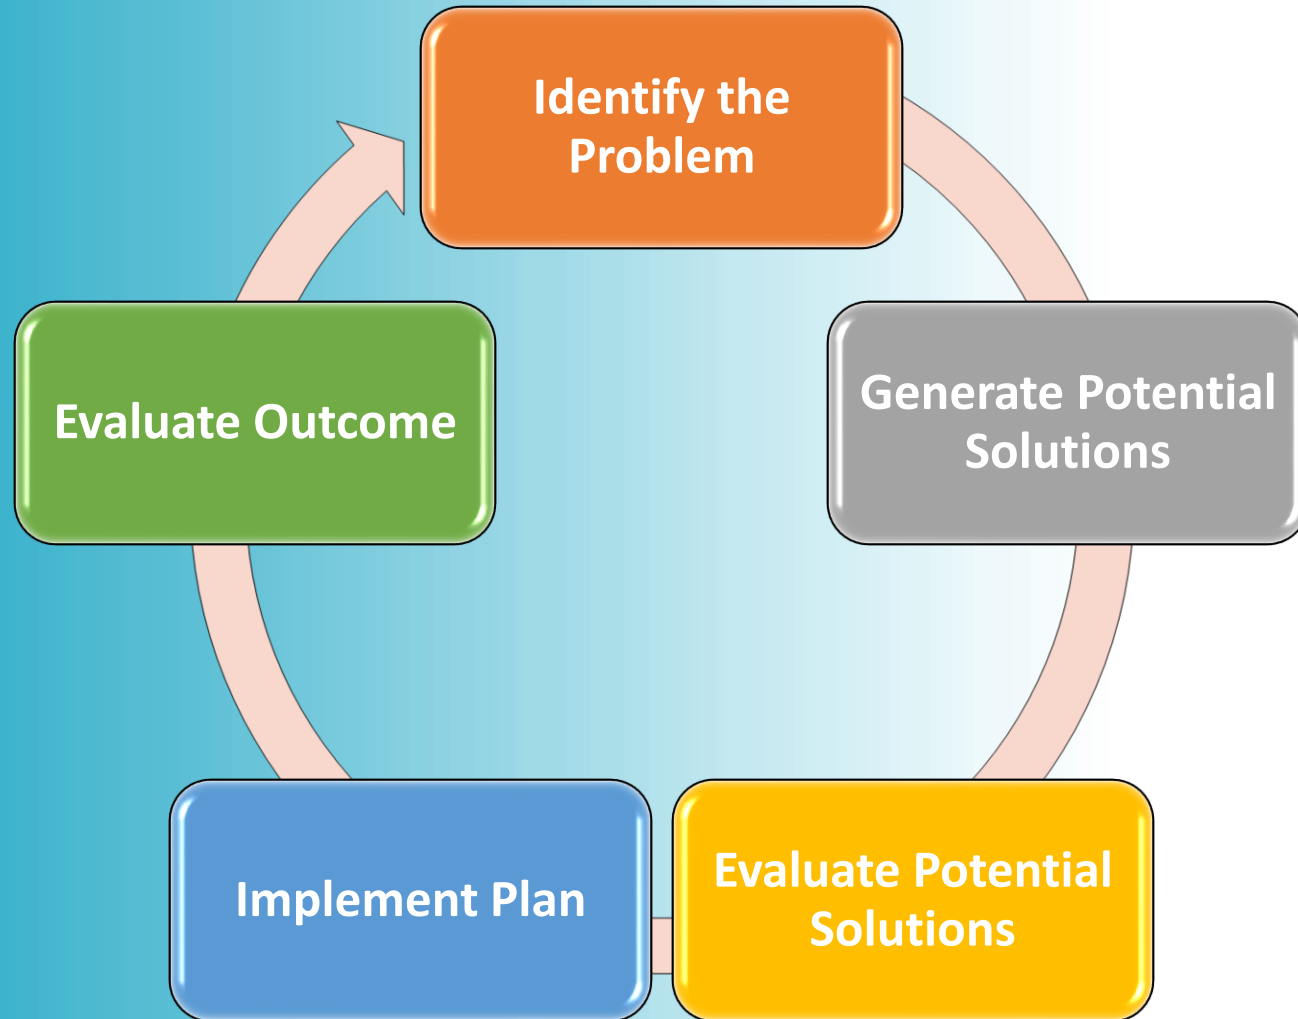 Identify the
Problem
Generate Potential
Solutions
Evaluate Potential
Solutions
Implement Plan
Evaluate Outcome